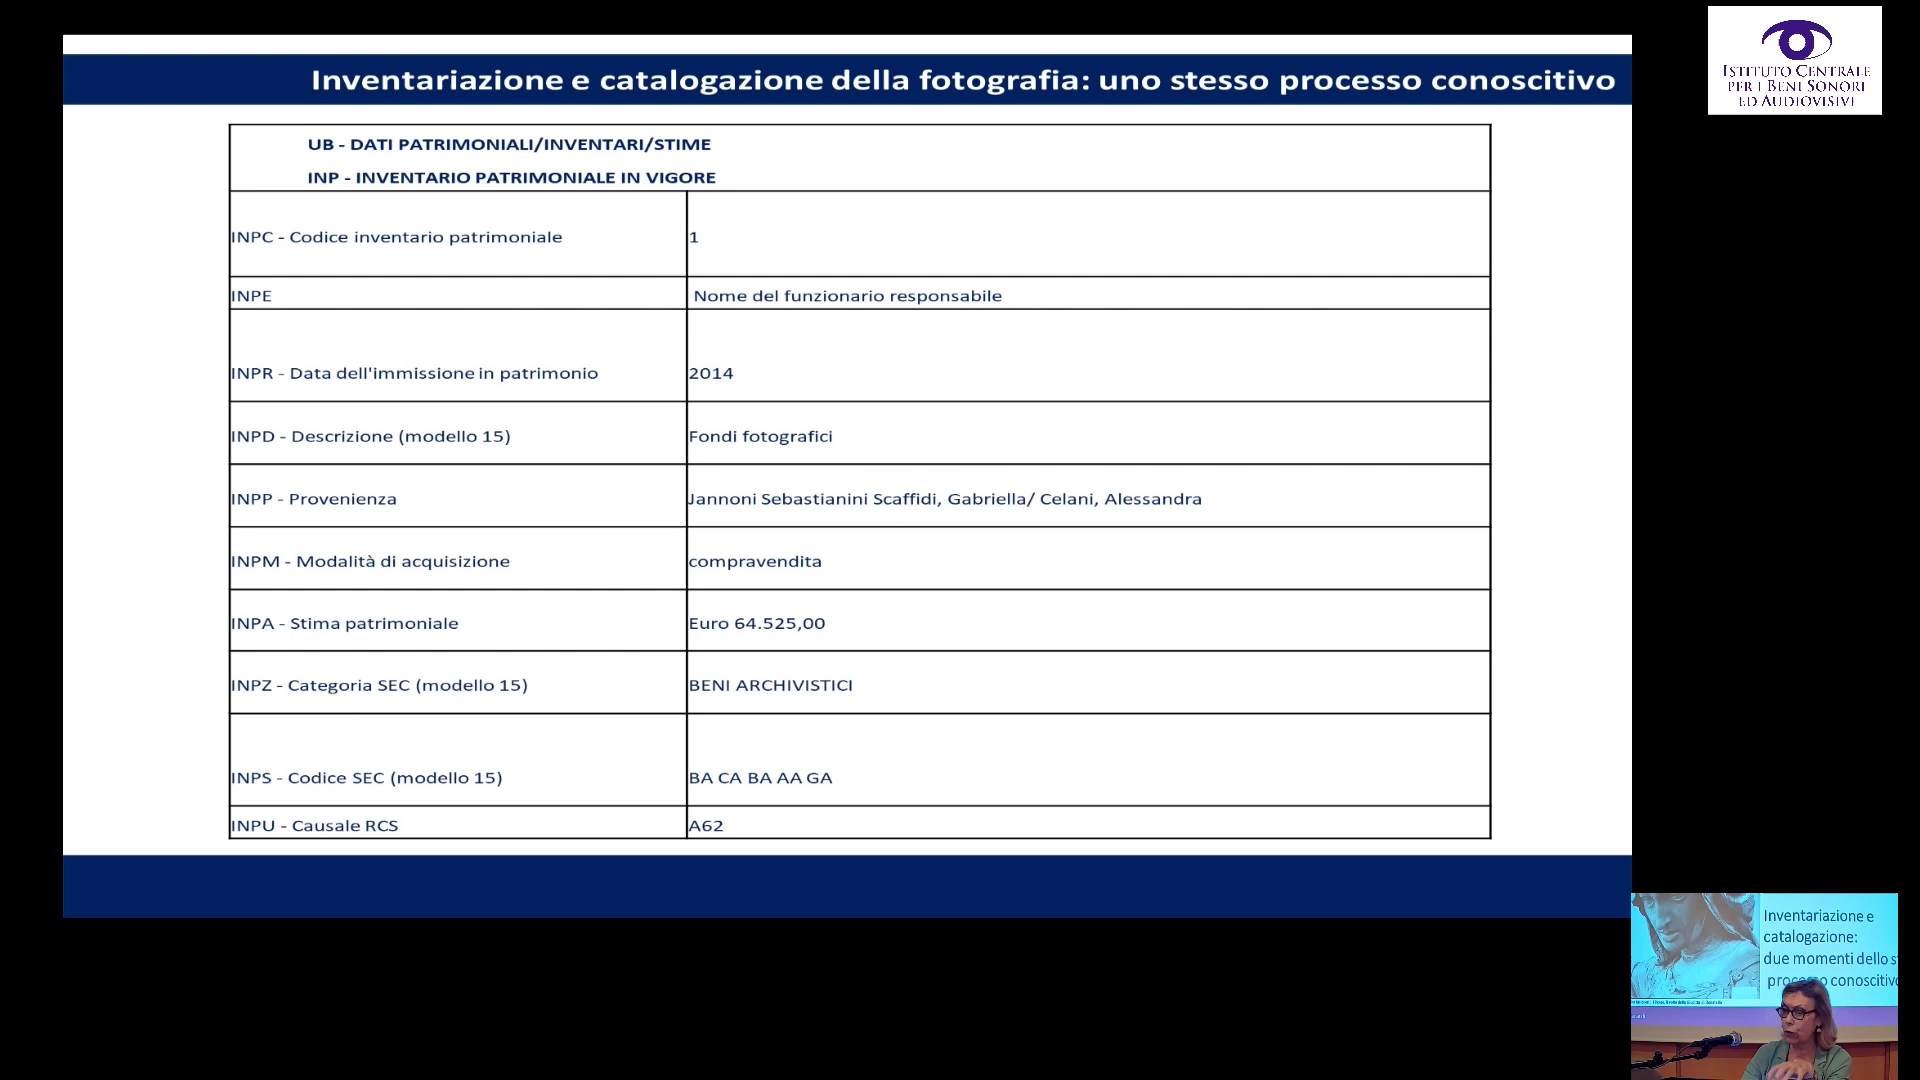 Inventariazione e catalogazione della fotografia: uno stesso processo conoscitivo
ISTITUTO CENTRALE
PER I BENI SONORI
ED AUDIOVISIVI
UB - DATI PATRIMONIALI/INVENTARI/STIME
INP - INVENTARIO PATRIMONIALE IN VIGORE
INPC - Codice inventario patrimoniale 1
INPE Nome del funzionario responsabile
INPR - Data dell'immissione in patrimonio 2014
INPD - Descrizione (modello 15) Fondi fotografici
INPP - Provenienza Jannoni Sebastianini Scaffidi, Gabriella/ Celani, Alessandra
INPM - Modalità di acquisizione compravendita
INPA - Stima patrimoniale Euro 64.525,00
INPZ - Categoria SEC (modello 15) BENI ARCHIVISTICI
INPS - Codice SEC (modello 15) BA CA BA AA GA
INPU - Causale RCS A62
Inventariazione e
catalogazione:
due momenti dello s
conoscitivo